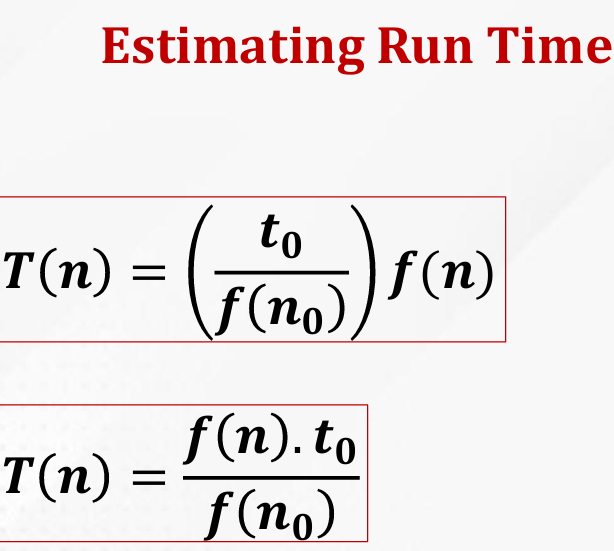 Estimating Run Time
T(n) = (t₀ / f(n₀)) f(n)
T(n) = f(n). t₀ / f(n₀)